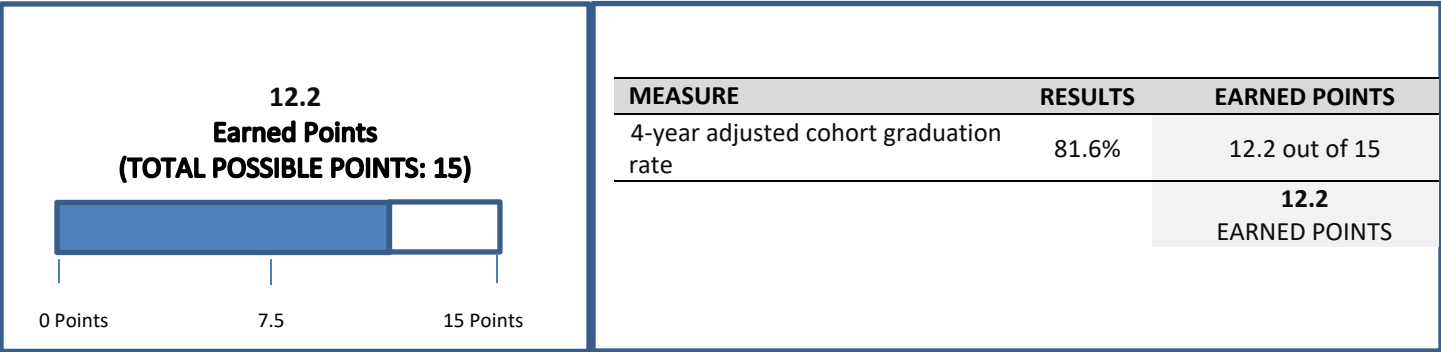 12.2
Earned Points
(TOTAL POSSIBLE POINTS: 15)
0 Points 7.5 15 Points
MEASURE RESULTS EARNED POINTS
4-year adjusted cohort graduation
rate 81.6% 12.2 out of 15
12.2
EARNED POINTS